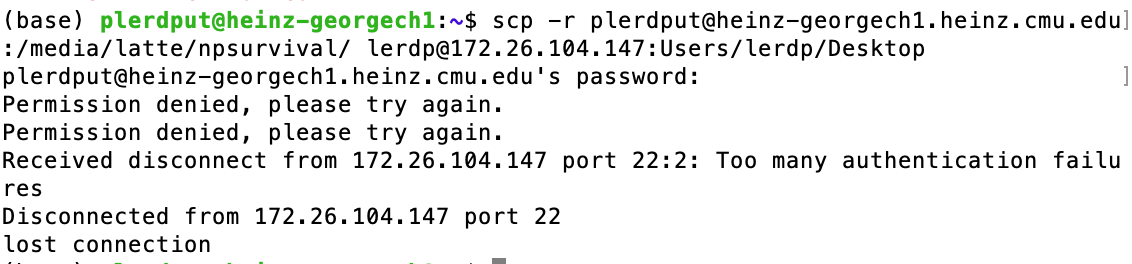 (base) plerdput@heinz-georgech1:~$ scp -r plerdput@heinz-georgech1.heinz.cmu.edu
:/media/latte/npsurvival/ lerdp@172.26.104.147:Users/lerdp/Desktop
plerdput@heinz-georgech1.heinz.cmu.edu's password:
Permission denied, please try again.
Permission denied, please try again.
Received disconnect from 172.26.104.147 port 22:2: Too many authentication failu
res
Disconnected from 172.26.104.147 port 22
lost connection